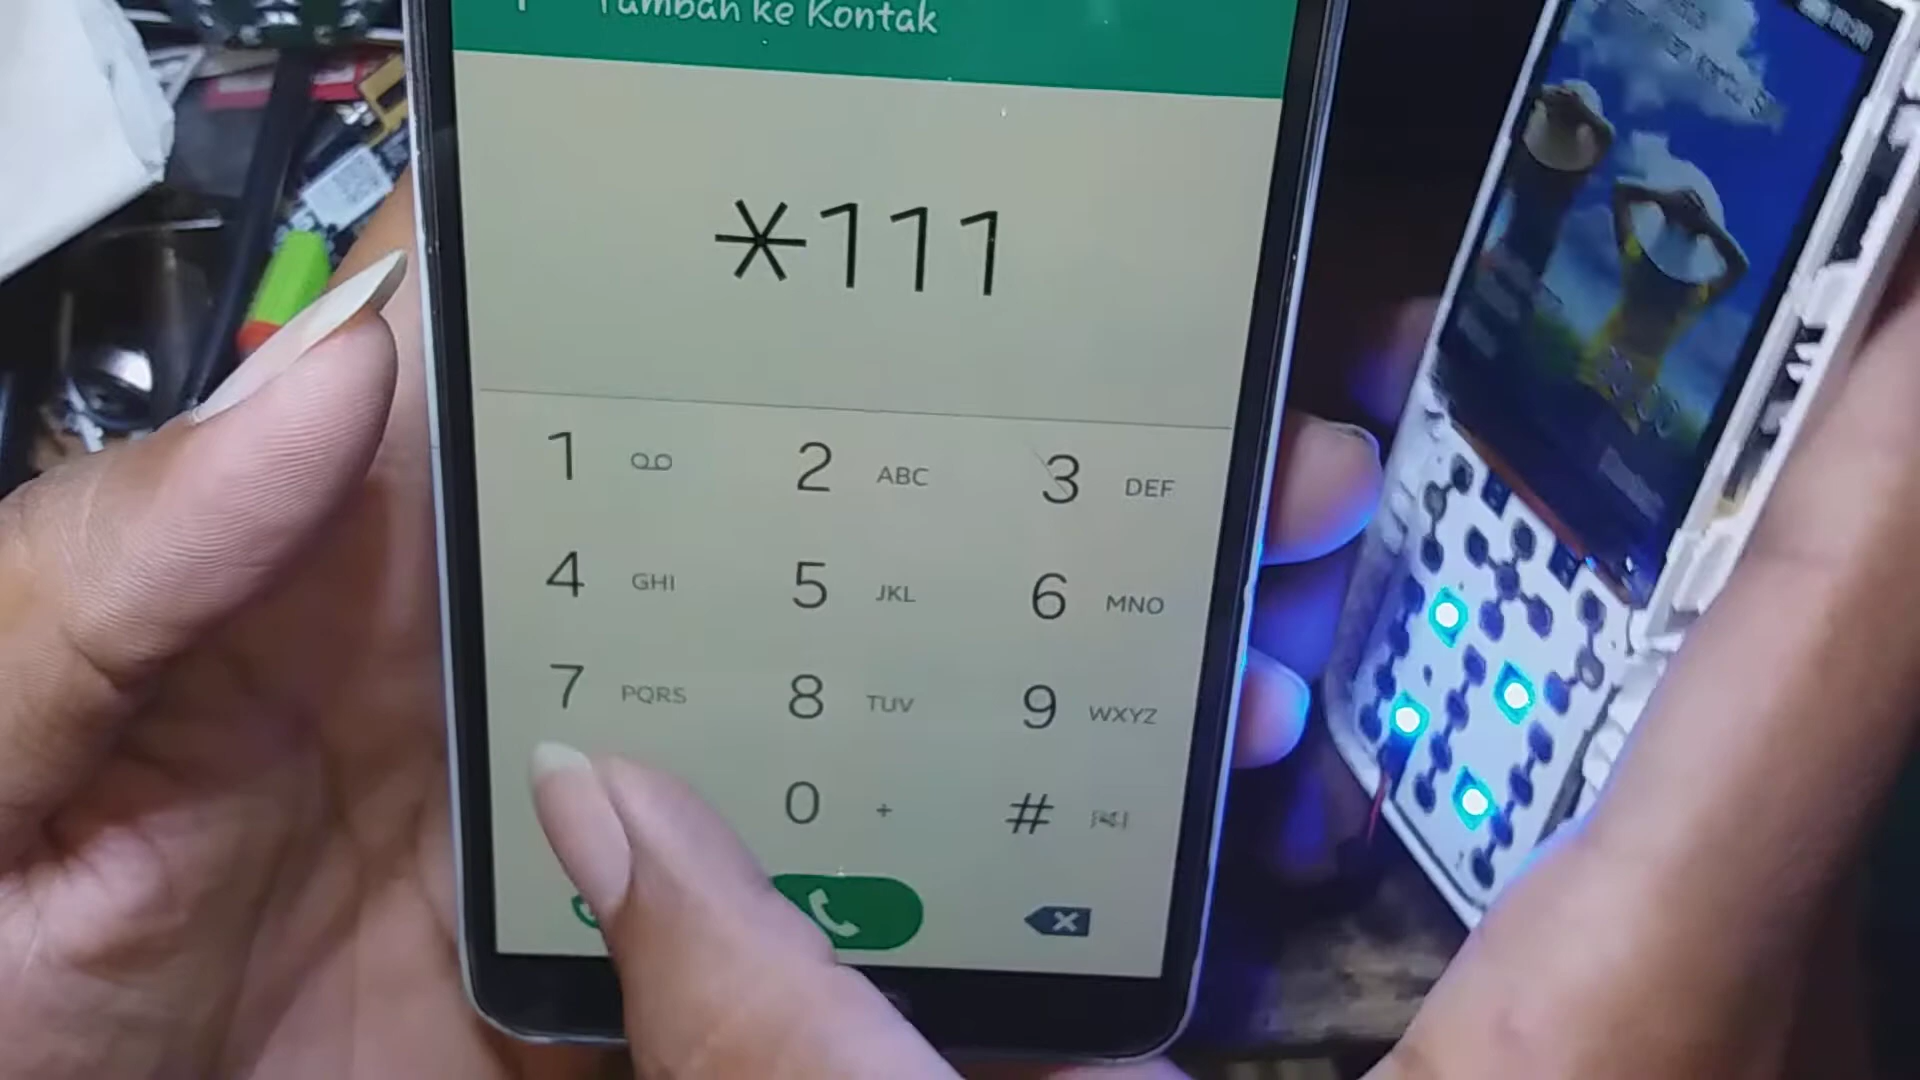 Tambah ke Kontak
*111
1
2 ABC
3 DEF
4 GHI
5 JKL
6 MNO
7 PQRS
8 TUV
9 WXYZ
0 +
#